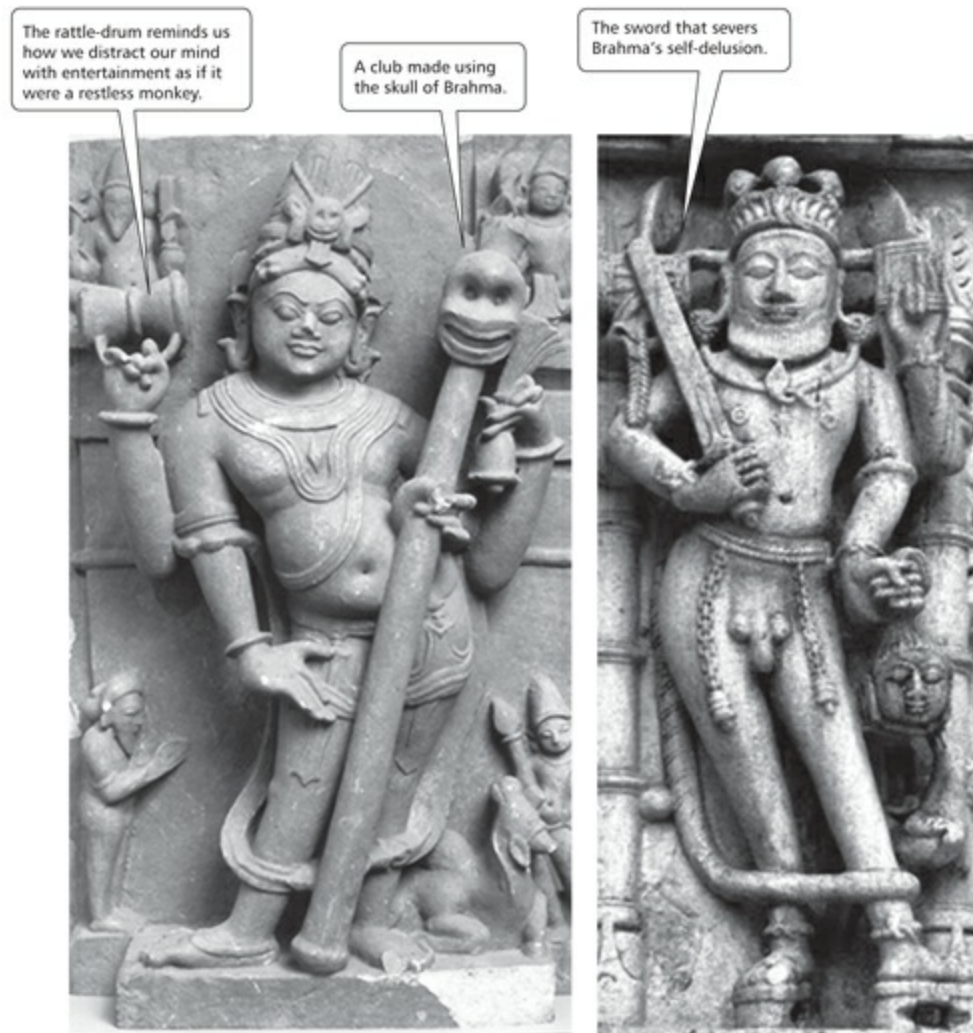 The rattle-drum reminds us
how we distract our mind
with entertainment as if it
were a restless monkey.
A club made using
the skull of Brahma.
The sword that severs
Brahma's self-delusion.